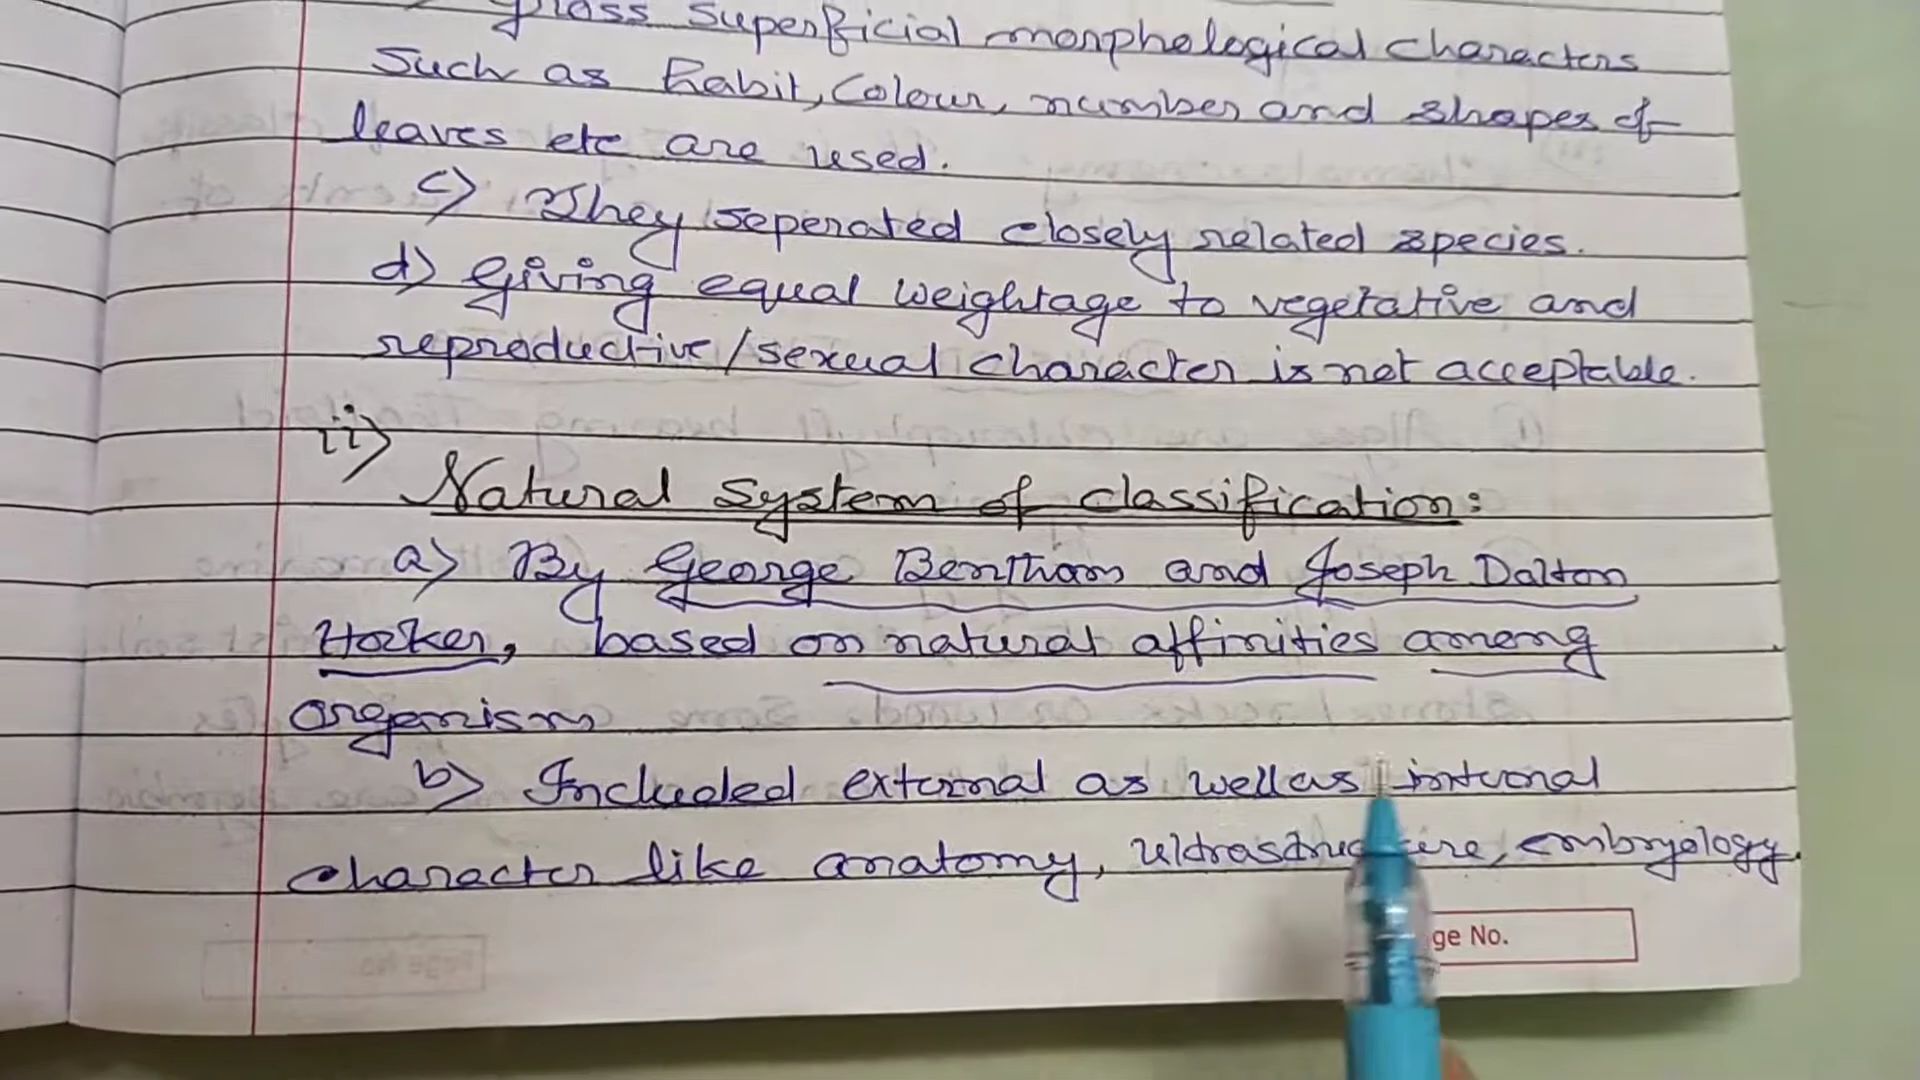 Gross superficial morphological characters
Such as habit, colour, number and shapes of
leaves etc are used.
c) They seperated closely related species.
d) Giving equal weightage to vegetative and
reproductive/sexual character is not acceptable.
ii)
Natural System of classification:
a) By George Bentham and Joseph Dalton
Hooker, based on natural affinities among
organism
b) Included external as well as internal
character like anatomy, ultrastructure, embryology.
ge No.